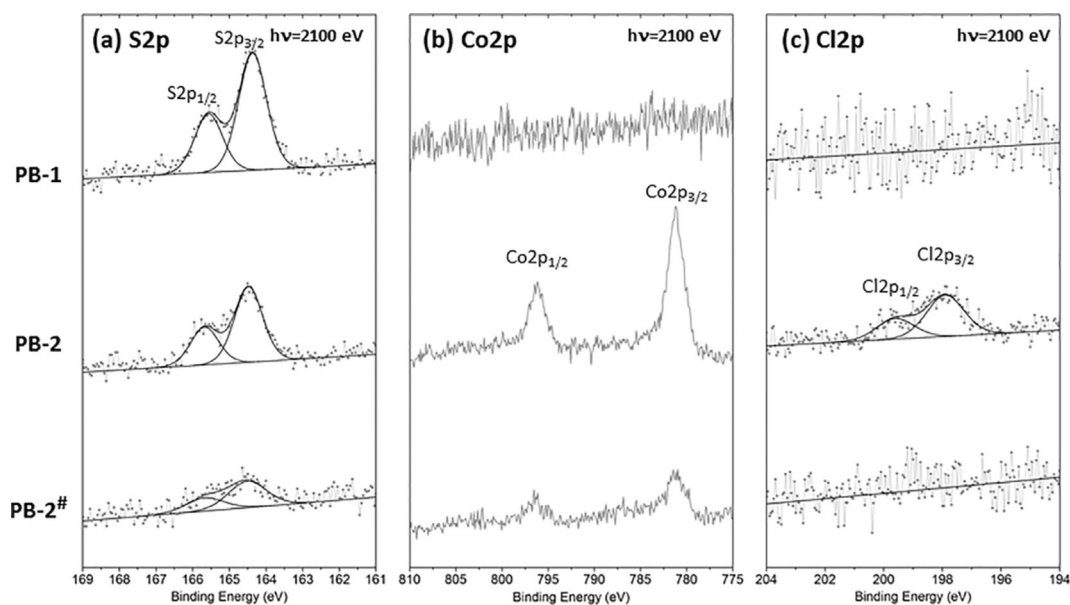 (a) S2p
S2p3/2
hν=2100 eV
S2p1/2
(b) Co2p
hν=2100 eV
Co2p3/2
Co2p1/2
(c) Cl2p
hν=2100 eV
Cl2p3/2
Cl2p1/2
PB-1
PB-2
PB-2#
169 168 167 166 165 164 163 162 161
Binding Energy (eV)
810 805 800 795 790 785 780 775
Binding Energy (eV)
204 202 200 198 196 194
Binding Energy (eV)